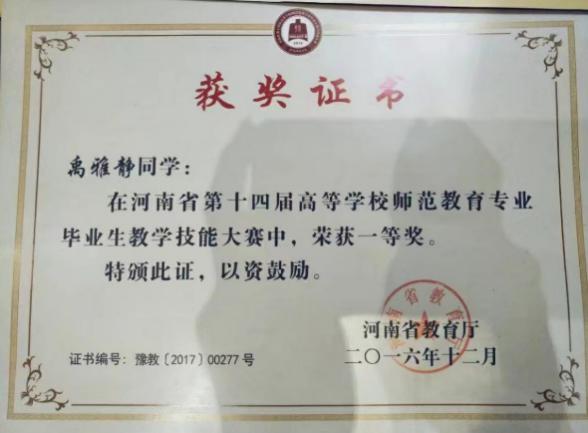 获奖证书
禹雅静同学：
在河南省第十四届高等学校师范教育专业
毕业生教学技能大赛中，荣获一等奖。
特颁此证，以资鼓励。
河南省教育厅
二〇一六年十二月
证书编号：豫教〔2017〕00277号